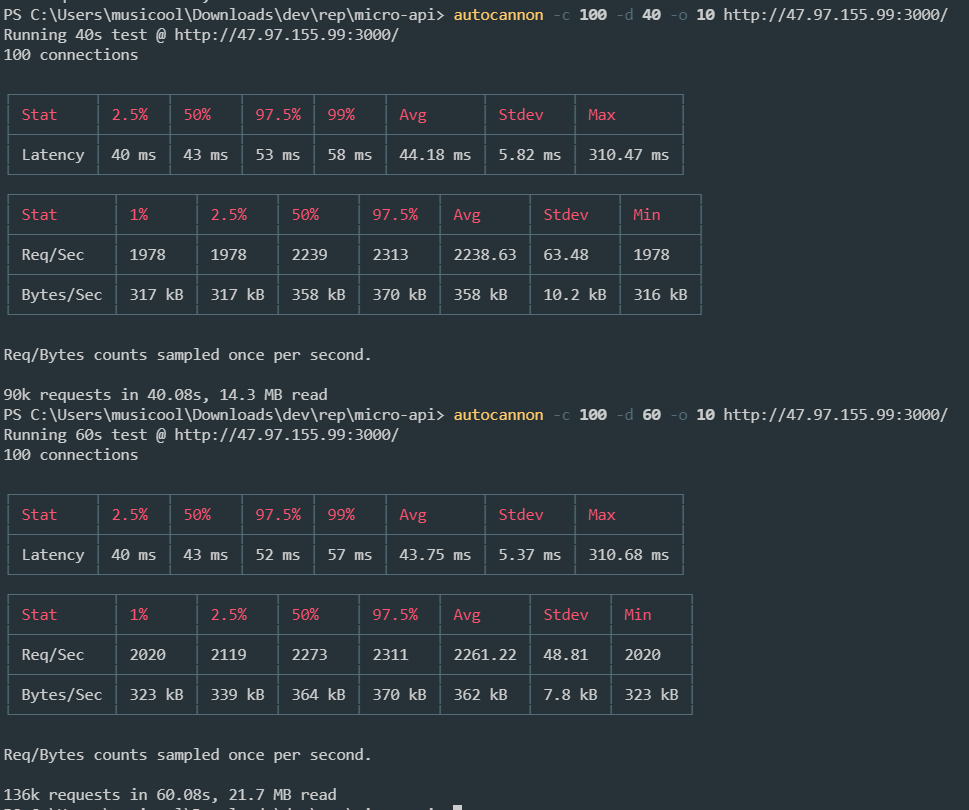 PS C:\Users\musicool\Downloads\dev\rep\micro-api> autocannon -c 100 -d 40 -o 10 http://47.97.155.99:3000/
Running 40s test @ http://47.97.155.99:3000/
100 connections
Stat 2.5% 50% 97.5% 99% Avg Stdev Max
Latency 40 ms 43 ms 53 ms 58 ms 44.18 ms 5.82 ms 310.47 ms
Stat 1% 2.5% 50% 97.5% Avg Stdev Min
Req/Sec 1978 1978 2239 2313 2238.63 63.48 1978
Bytes/Sec 317 kB 317 kB 358 kB 370 kB 358 kB 10.2 kB 316 kB
Req/Bytes counts sampled once per second.
90k requests in 40.08s, 14.3 MB read
PS C:\Users\musicool\Downloads\dev\rep\micro-api> autocannon -c 100 -d 60 -o 10 http://47.97.155.99:3000/
Running 60s test @ http://47.97.155.99:3000/
100 connections
Stat 2.5% 50% 97.5% 99% Avg Stdev Max
Latency 40 ms 43 ms 52 ms 57 ms 43.75 ms 5.37 ms 310.68 ms
Stat 1% 2.5% 50% 97.5% Avg Stdev Min
Req/Sec 2020 2119 2273 2311 2261.22 48.81 2020
Bytes/Sec 323 kB 339 kB 364 kB 370 kB 362 kB 7.8 kB 323 kB
Req/Bytes counts sampled once per second.
136k requests in 60.08s, 21.7 MB read